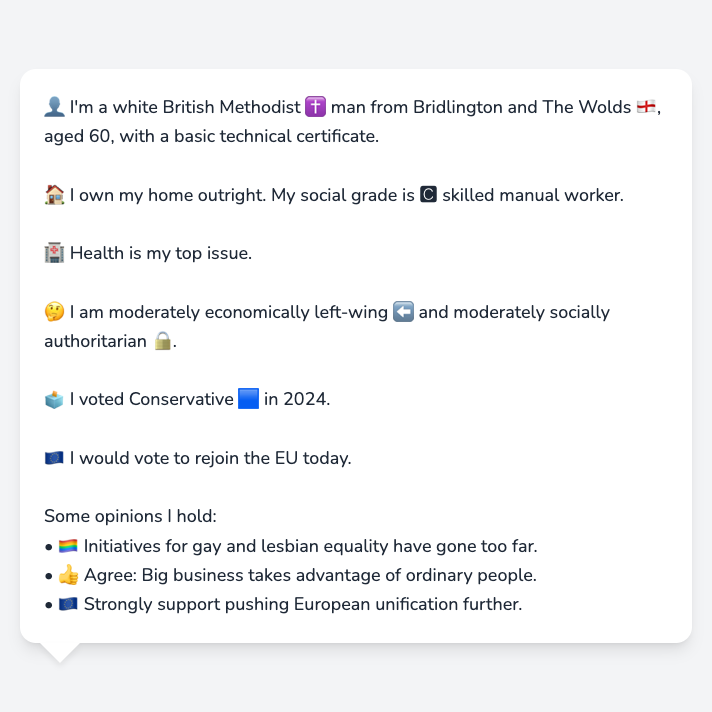 👤 I'm a white British Methodist ✝️ man from Bridlington and The Wolds 🏴󠁧󠁢󠁥󠁮󠁧󠁿,
aged 60, with a basic technical certificate.
🏠 I own my home outright. My social grade is 🅲 skilled manual worker.
🏥 Health is my top issue.
🤔 I am moderately economically left-wing ⬅️ and moderately socially
authoritarian 🔒.
🗳️ I voted Conservative 🟦 in 2024.
🇪🇺 I would vote to rejoin the EU today.
Some opinions I hold:
• 🏳️‍🌈 Initiatives for gay and lesbian equality have gone too far.
• 👍 Agree: Big business takes advantage of ordinary people.
• 🇪🇺 Strongly support pushing European unification further.